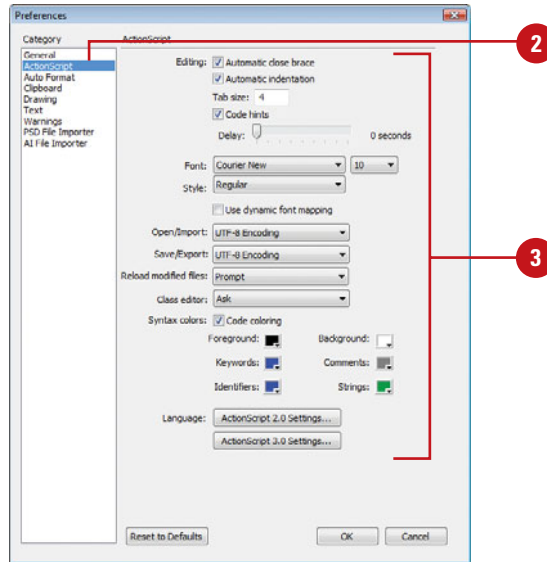 Preferences
Category
ActionScript
General
ActionScript
Auto Format
Clipboard
Drawing
Text
Warnings
PSD File Importer
AI File Importer
Editing: Automatic close brace
Automatic indentation
Tab size: 4
Code hints
Delay: 0 seconds
Font: Courier New 10
Style: Regular
Use dynamic font mapping
Open/Import: UTF-8 Encoding
Save/Export: UTF-8 Encoding
Reload modified files: Prompt
Class editor: Ask
Syntax colors: Code coloring
Foreground: Background:
Keywords: Comments:
Identifiers: Strings:
Language: ActionScript 2.0 Settings...
ActionScript 3.0 Settings...
Reset to Defaults OK Cancel
2
3